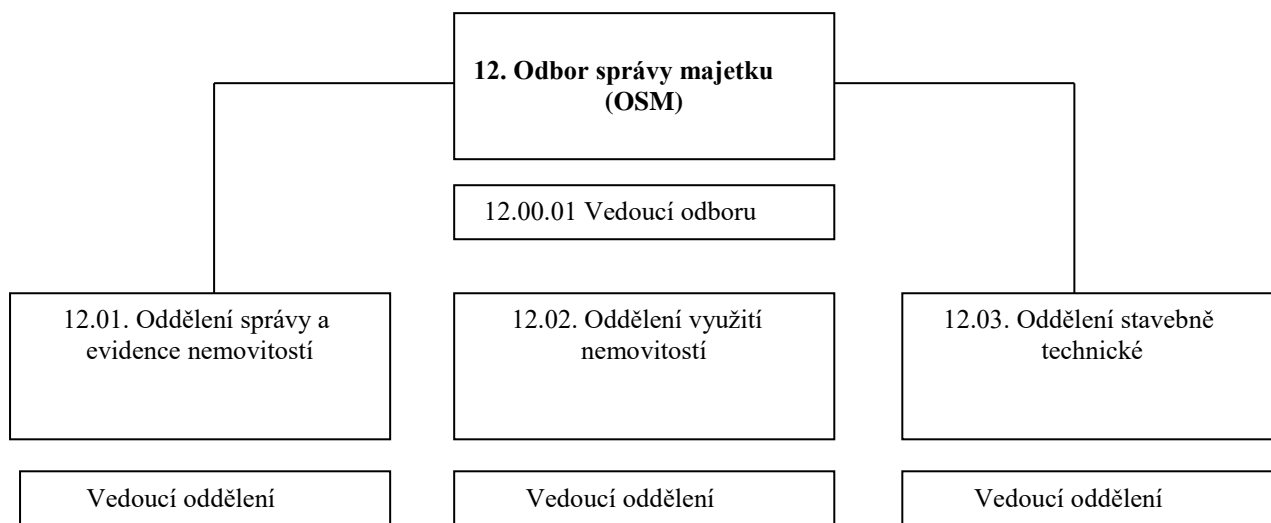 12. Odbor správy majetku
(OSM)
12.00.01 Vedoucí odboru
12.01. Oddělení správy a
evidence nemovitostí
12.02. Oddělení využití
nemovitostí
12.03. Oddělení stavebně
technické
Vedoucí oddělení
Vedoucí oddělení
Vedoucí oddělení